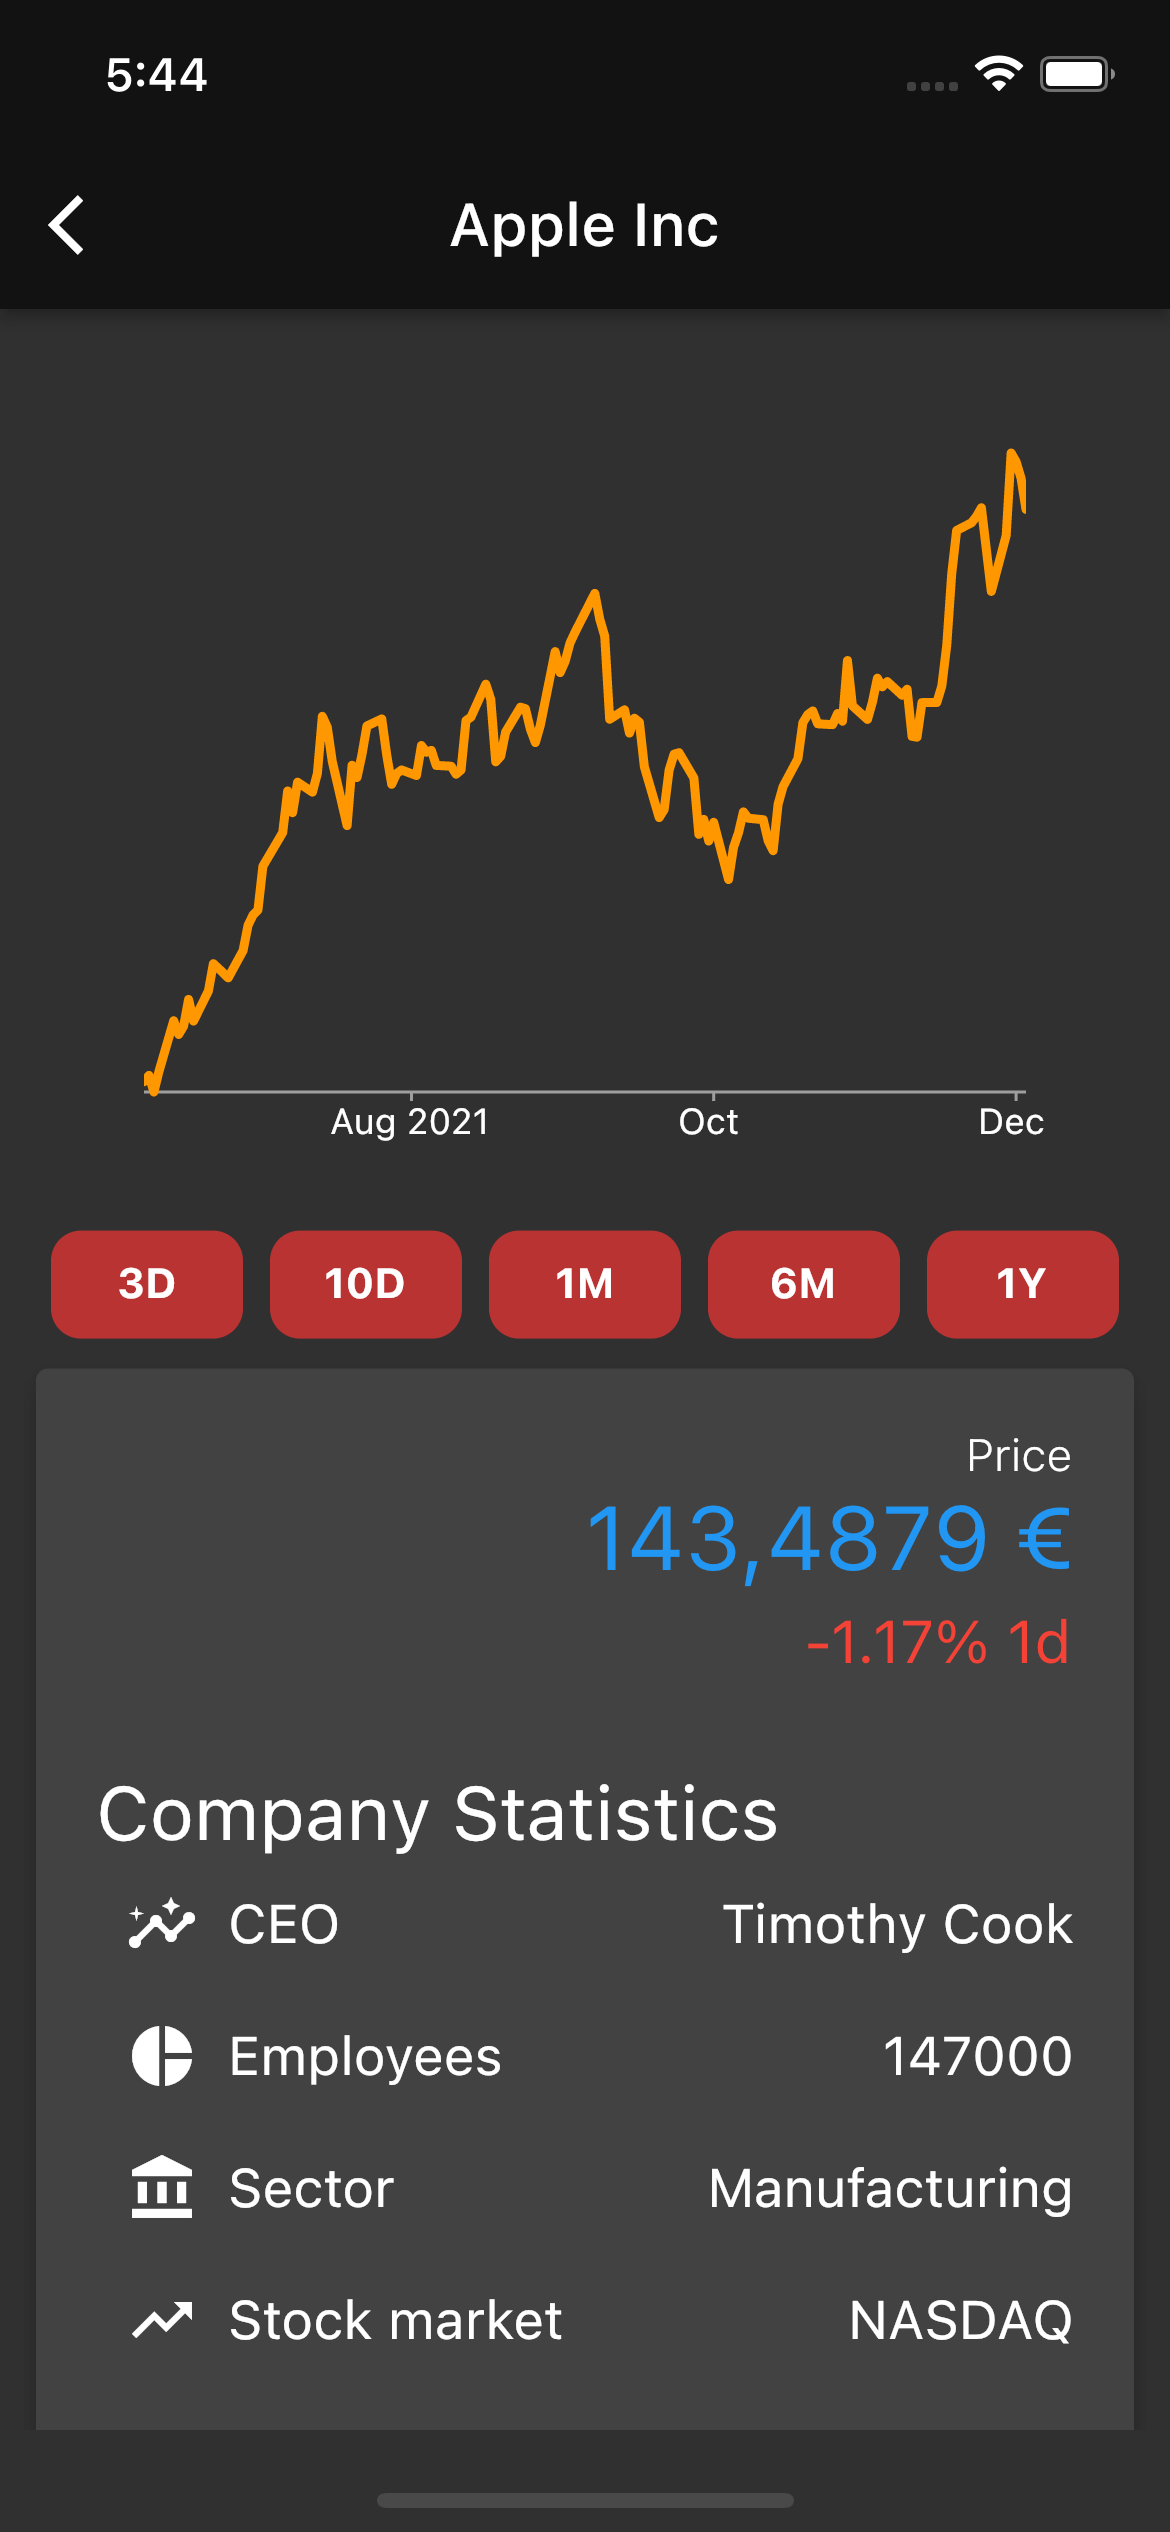 5:44
Apple Inc
Aug 2021 Oct Dec
3D 10D 1M 6M 1Y
Price
143,4879 €
-1.17% 1d
Company Statistics
CEO Timothy Cook
Employees 147000
Sector Manufacturing
Stock market NASDAQ